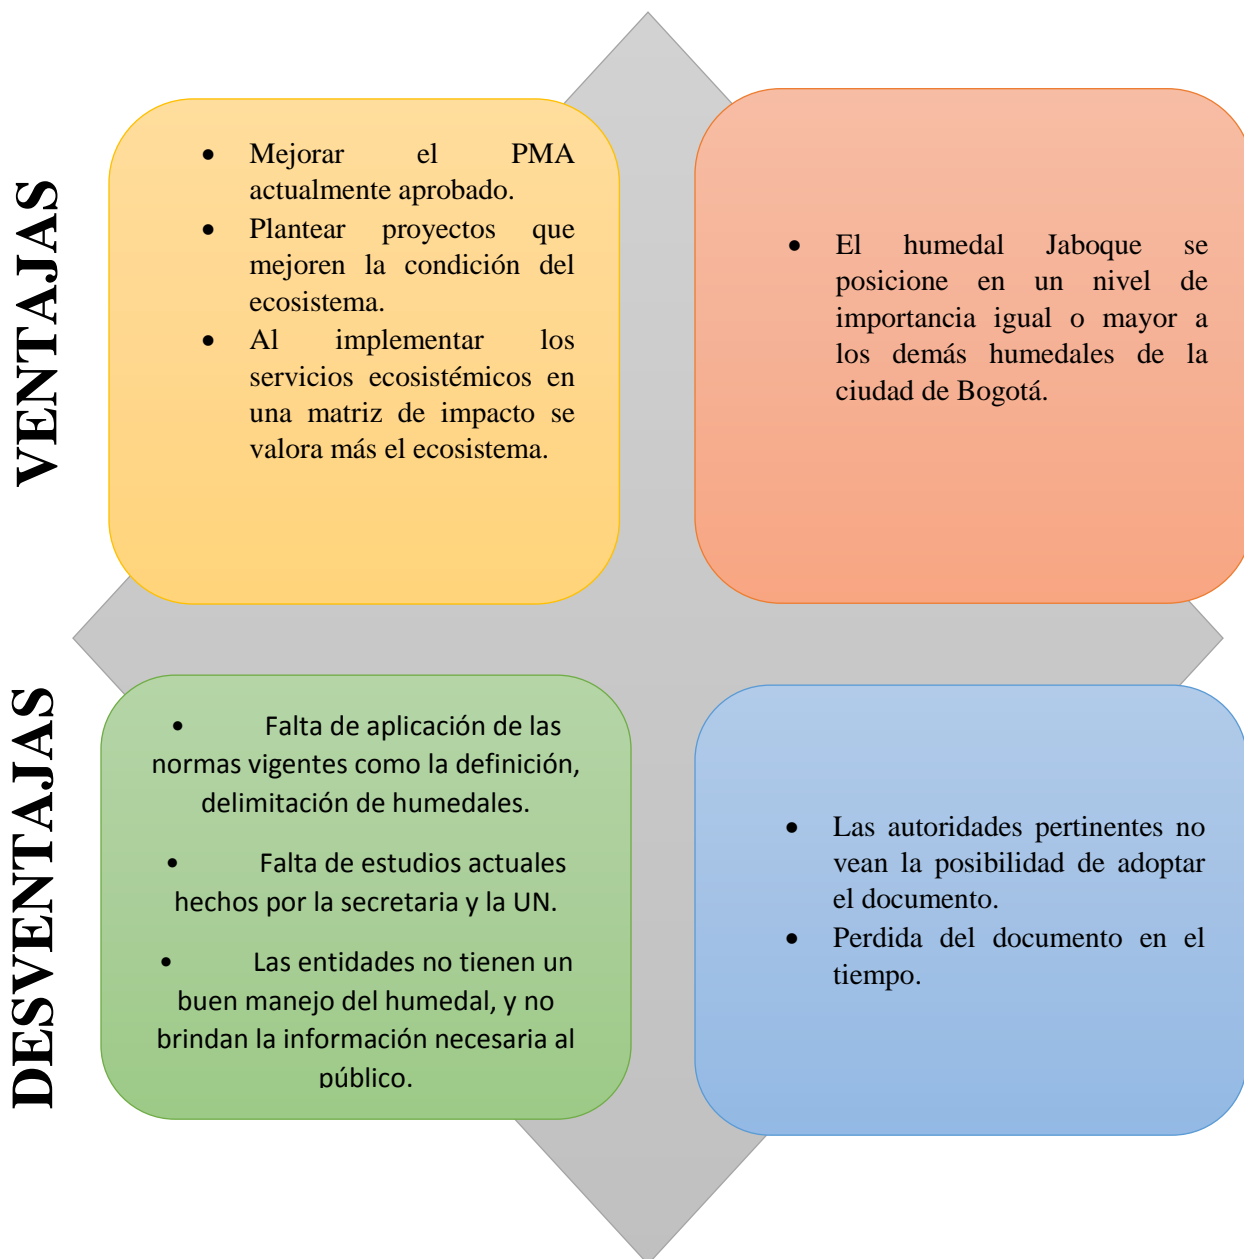 VENTAJAS
• Mejorar el PMA
actualmente aprobado.
• Plantear proyectos que
mejoren la condición del
ecosistema.
• Al implementar los
servicios ecosistémicos en
una matriz de impacto se
valora más el ecosistema.
• El humedal Jaboque se
posicione en un nivel de
importancia igual o mayor a
los demás humedales de la
ciudad de Bogotá.
DESVENTAJAS
• Falta de aplicación de las
normas vigentes como la definición,
delimitación de humedales.
• Falta de estudios actuales
hechos por la secretaria y la UN.
• Las entidades no tienen un
buen manejo del humedal, y no
brindan la información necesaria al
público.
• Las autoridades pertinentes no
vean la posibilidad de adoptar
el documento.
• Perdida del documento en el
tiempo.